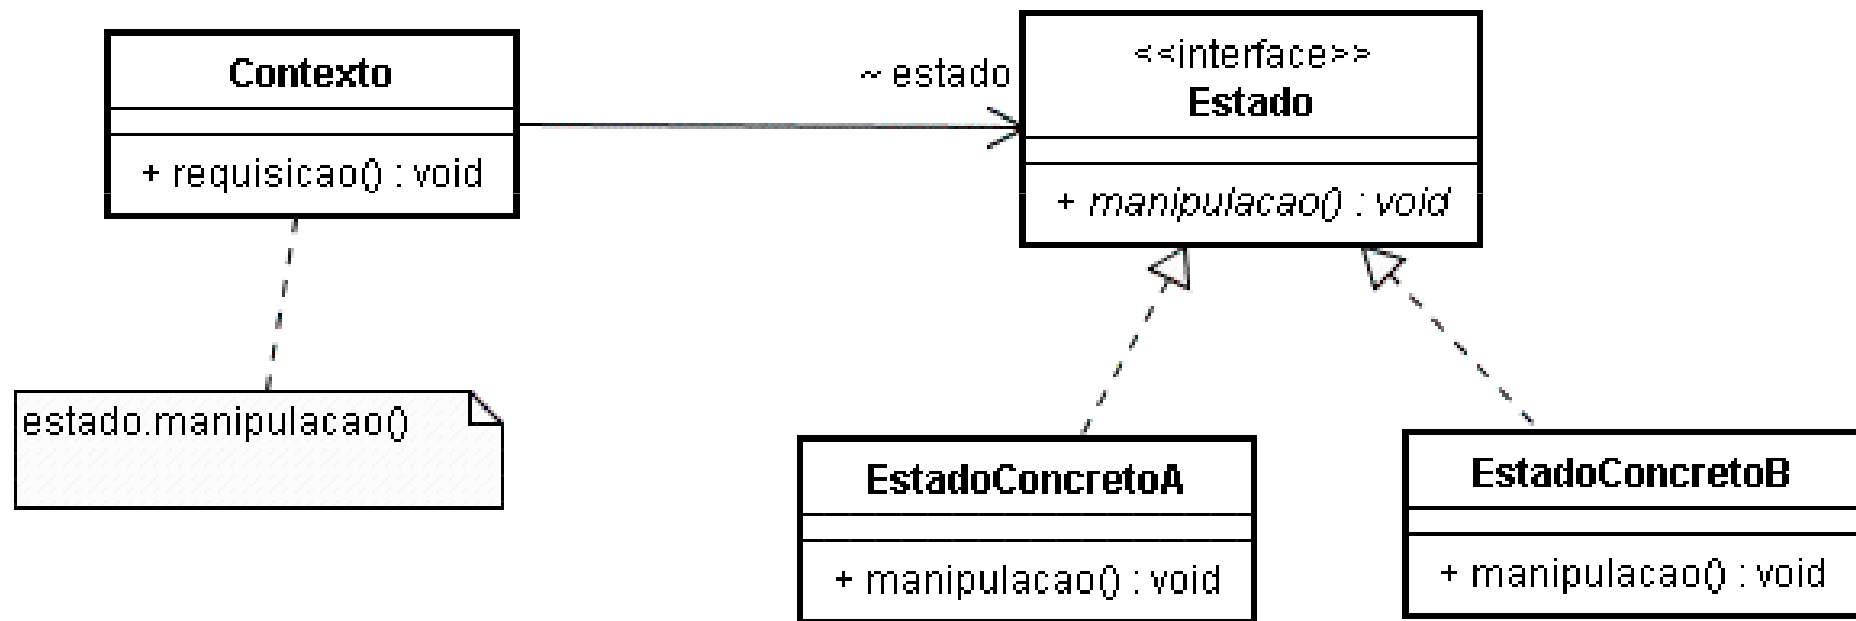 Contexto
+ requisicao() : void
~ estado
<<interface>>
Estado
+ manipulacao() : void
estado.manipulacao()
EstadoConcretoA
+ manipulacao() : void
EstadoConcretoB
+ manipulacao() : void